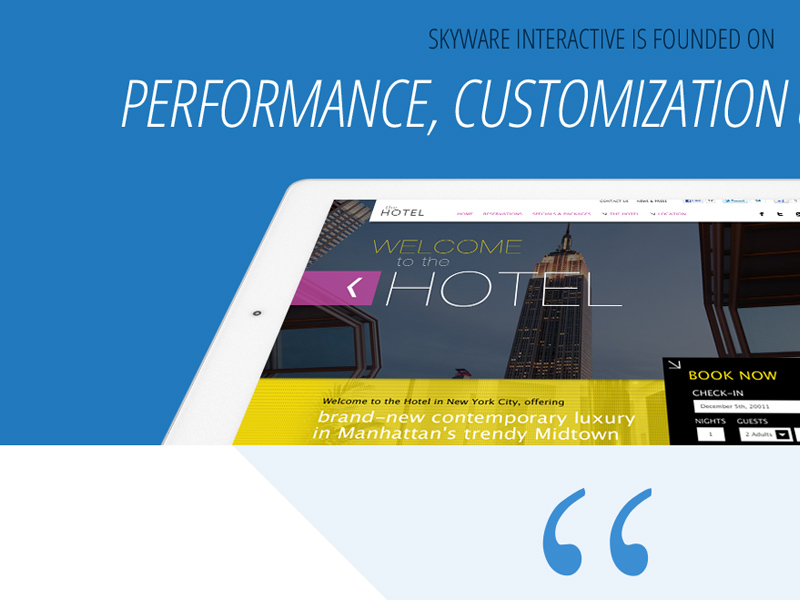 SKYWARE INTERACTIVE IS FOUNDED ON
PERFORMANCE, CUSTOMIZATION
CONTACT US NEWS & PRESS
the
HOTEL
HOME RESERVATIONS SPECIALS & PACKAGES THE HOTEL LOCATION
WELCOME
to the
HOTEL
BOOK NOW
CHECK-IN
December 5th, 20011
NIGHTS GUESTS
1 2 Adults
Welcome to the Hotel in New York City, offering
brand-new contemporary luxury
in Manhattan's trendy Midtown
“